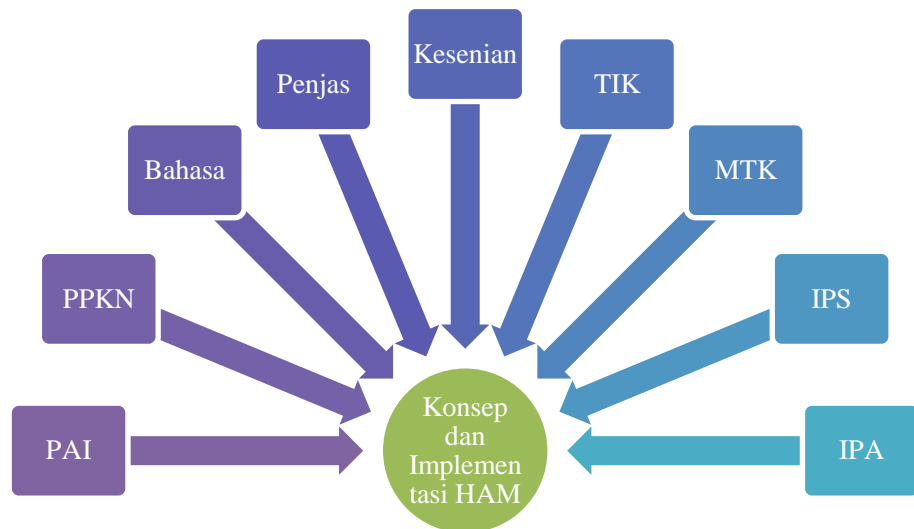 Kesenian
Penjas
TIK
Bahasa
MTK
PPKN
IPS
PAI
IPA
Konsep
dan
Implemen
tasi HAM